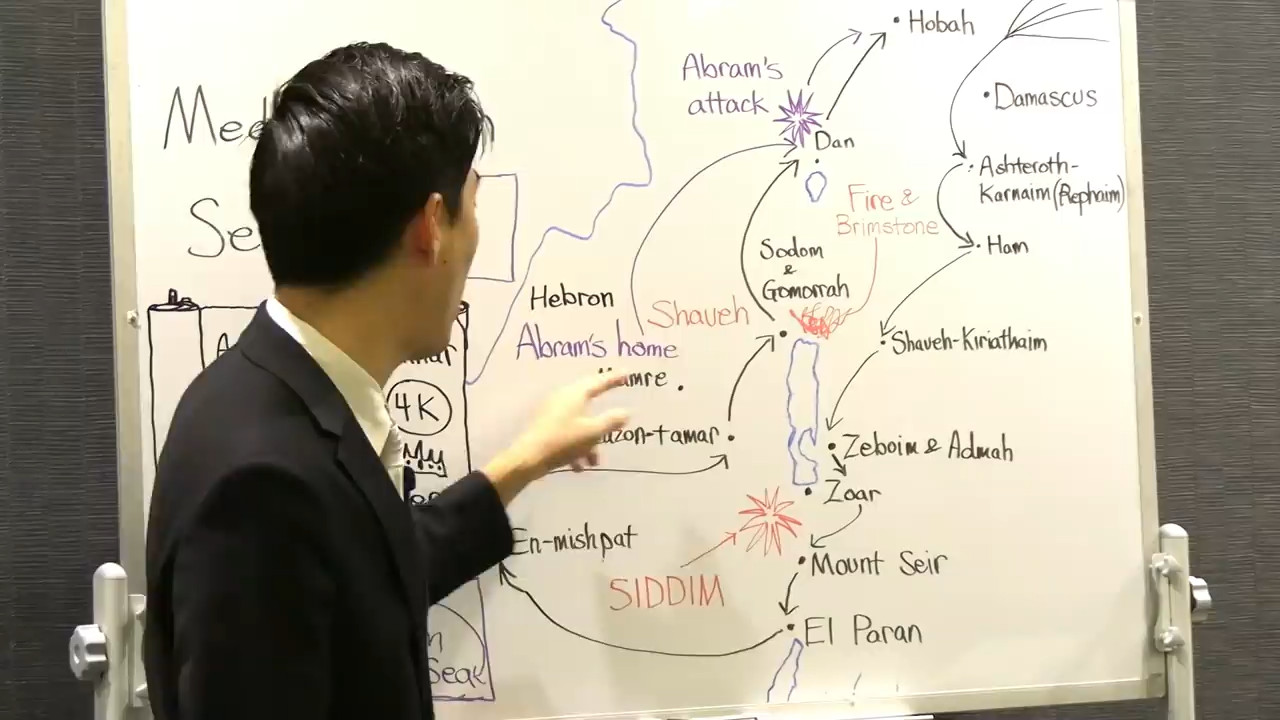 Hobah
Abram's
attack
Damascus
Dan
Ashteroth-
Karnaim (Rephaim)
Fire &
Brimstone
Ham
Sodom
&
Gomorrah
Hebron
Shaveh
Abram's home
Shaveh-Kiriathaim
4K
My
Zeboim & Admah
Zoar
En-mishpat
Mount Seir
SIDDIM
El Paran